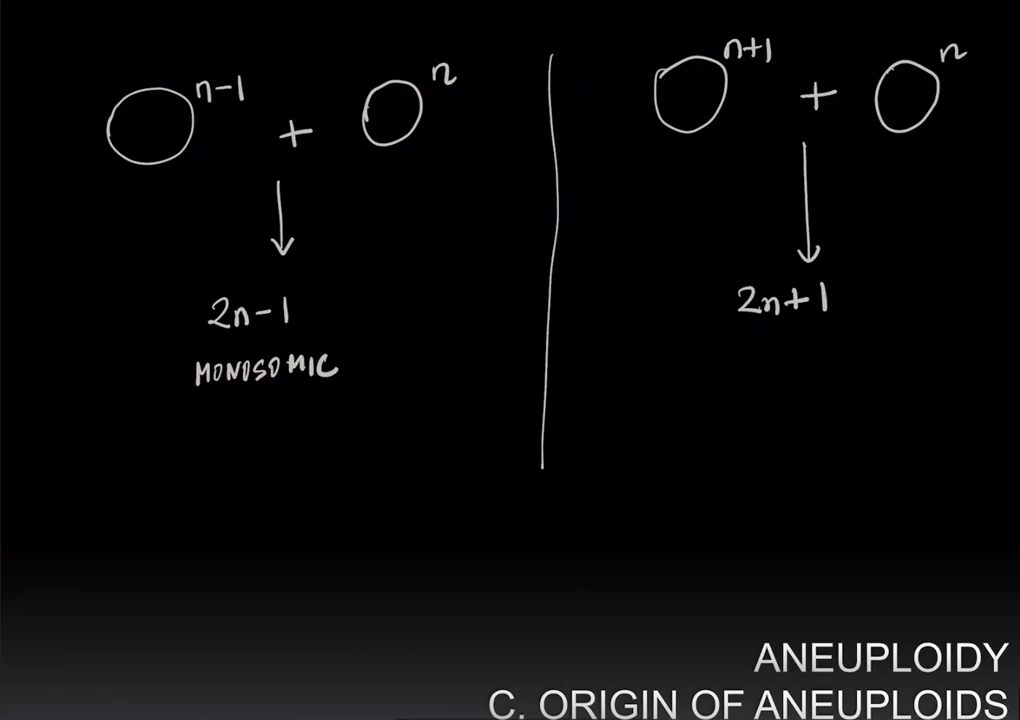 n-1 + n
2n-1
MONOSOMIC
n+1 + n
2n+1
ANEUPLOIDY
C. ORIGIN OF ANEUPLOIDS